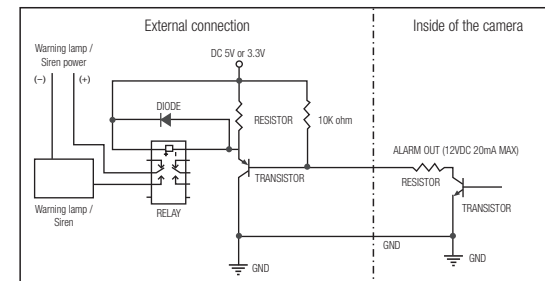 External connection
Inside of the camera
Warning lamp /
Siren power
(−) (+)
DC 5V or 3.3V
DIODE
RESISTOR
10K ohm
ALARM OUT (12VDC 20mA MAX)
TRANSISTOR
RESISTOR
TRANSISTOR
Warning lamp /
Siren
RELAY
GND
GND
GND